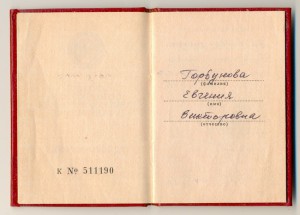 К № 511190
Горбунова
(фамилия)
Евгения
(имя)
Викторовна
(отчество)